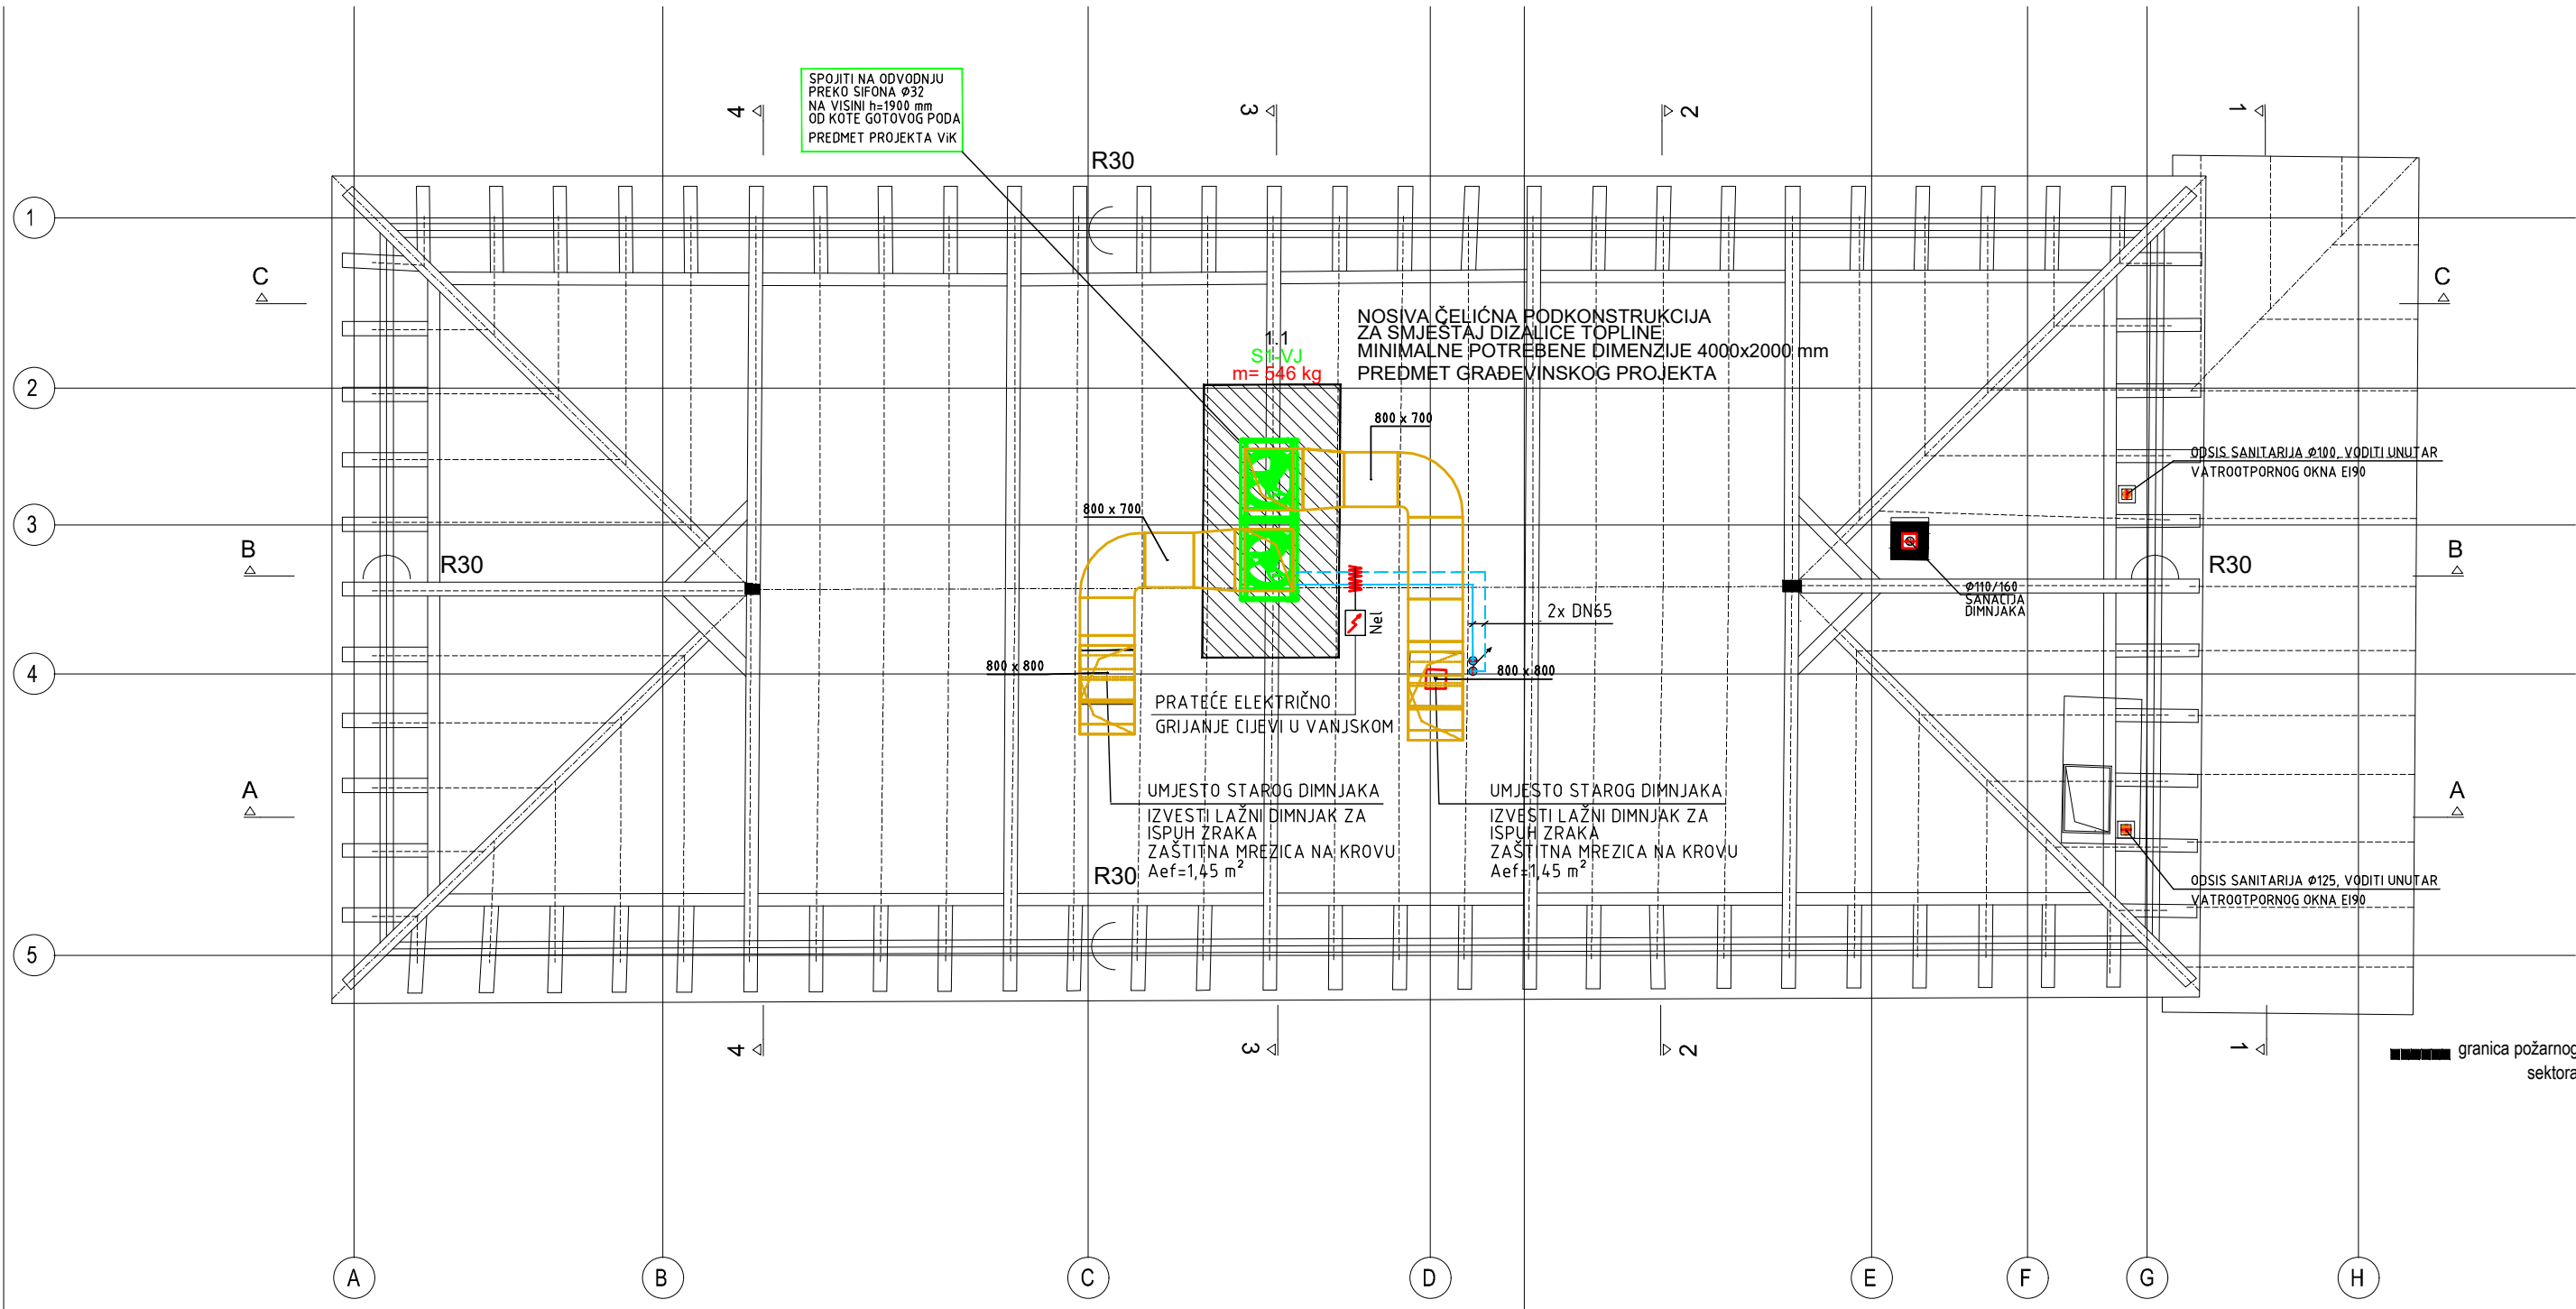 SPOJITI NA ODVODNJU
PREKO SIFONA Ø32
NA VISINI h=1900 mm
OD KOTE GOTOVOG PODA
PREDMET PROJEKTA ViK
4
3
2
1
R30
1
C
C
NOSIVA ČELIĆNA PODKONSTRUKCIJA
ZA SMJEŠTAJ DIZALICE TOPLINE
MINIMALNE POTREBENE DIMENZIJE 4000x2000 mm
PREDMET GRAĐEVINSKOG PROJEKTA
1.1
S1-VJ
m= 546 kg
2
800 x 700
ODSIS SANITARIJA Ø100, VODITI UNUTAR
VATROOTPORNOG OKNA EI90
800 x 700
3
B
R30
R30
B
Ø110/160
SANACIJA
DIMNJAKA
Nel
2x DN65
4
800 x 800
800 x 800
PRATEĆE ELEKTRIČNO
GRIJANJE CIJEVI U VANJSKOM
A
A
UMJESTO STAROG DIMNJAKA
IZVESTI LAŽNI DIMNJAK ZA
ISPUH ZRAKA
ZAŠTITNA MREZICA NA KROVU
Aef=1,45 m²
UMJESTO STAROG DIMNJAKA
IZVESTI LAŽNI DIMNJAK ZA
ISPUH ZRAKA
ZAŠTITNA MREZICA NA KROVU
Aef=1,45 m²
R30
ODSIS SANITARIJA Ø125, VODITI UNUTAR
VATROOTPORNOG OKNA EI90
5
4
3
2
1
granica požarnog
sektora
A
B
C
D
E
F
G
H